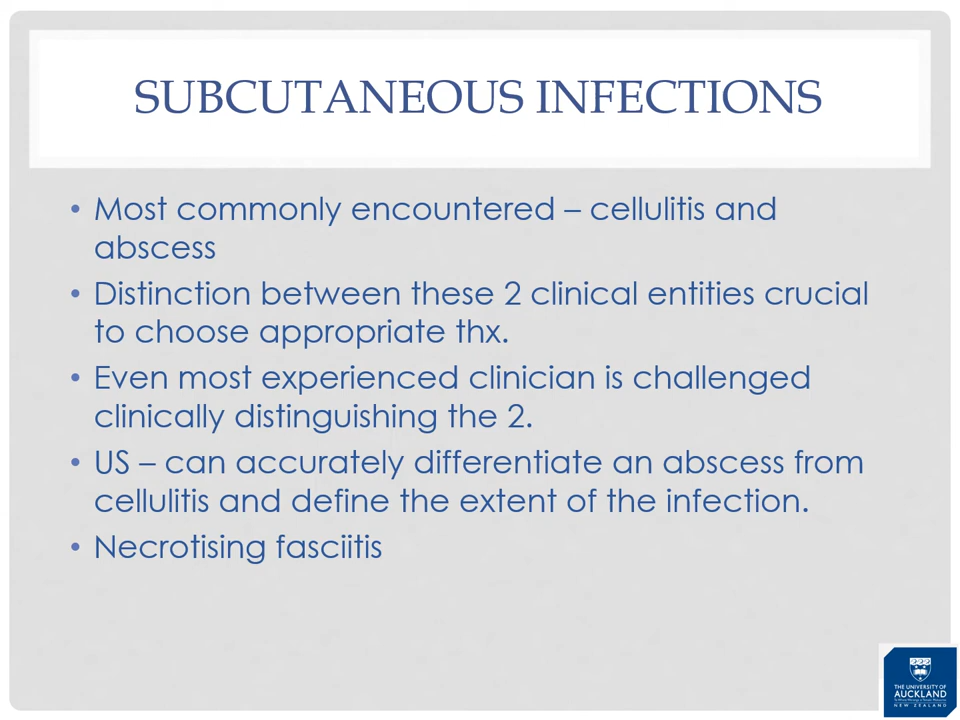 SUBCUTANEOUS INFECTIONS
• Most commonly encountered – cellulitis and
abscess
• Distinction between these 2 clinical entities crucial
to choose appropriate thx.
• Even most experienced clinician is challenged
clinically distinguishing the 2.
• US – can accurately differentiate an abscess from
cellulitis and define the extent of the infection.
• Necrotising fasciitis
THE UNIVERSITY OF
AUCKLAND
NEW ZEALAND